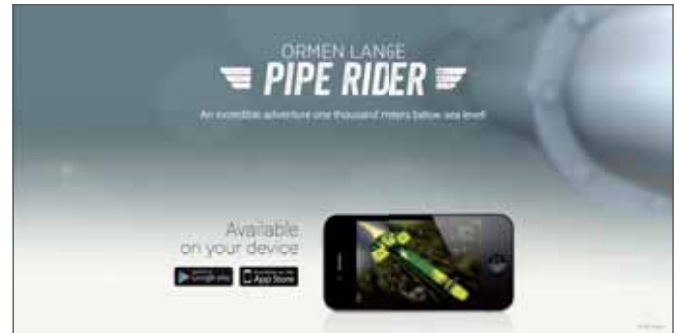 ORMEN LANGE
PIPE RIDER
An incredible adventure one thousand meters below sea level!
Available
on your device
Google play
App Store